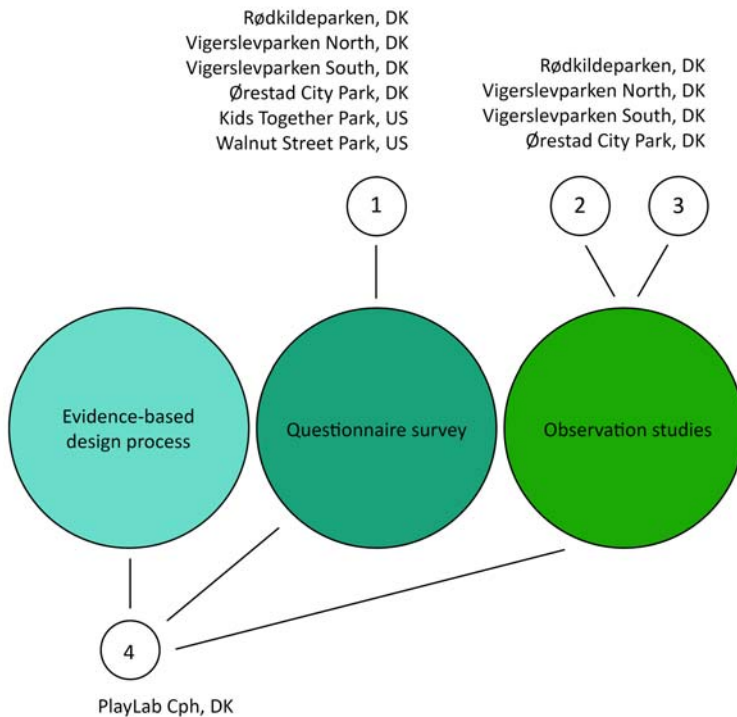 Rødkildeparken, DK
Vigerslevparken North, DK
Vigerslevparken South, DK
Ørestad City Park, DK
Kids Together Park, US
Walnut Street Park, US
Rødkildeparken, DK
Vigerslevparken North, DK
Vigerslevparken South, DK
Ørestad City Park, DK
1
2
3
Evidence-based
design process
Questionnaire survey
Observation studies
4
PlayLab Cph, DK